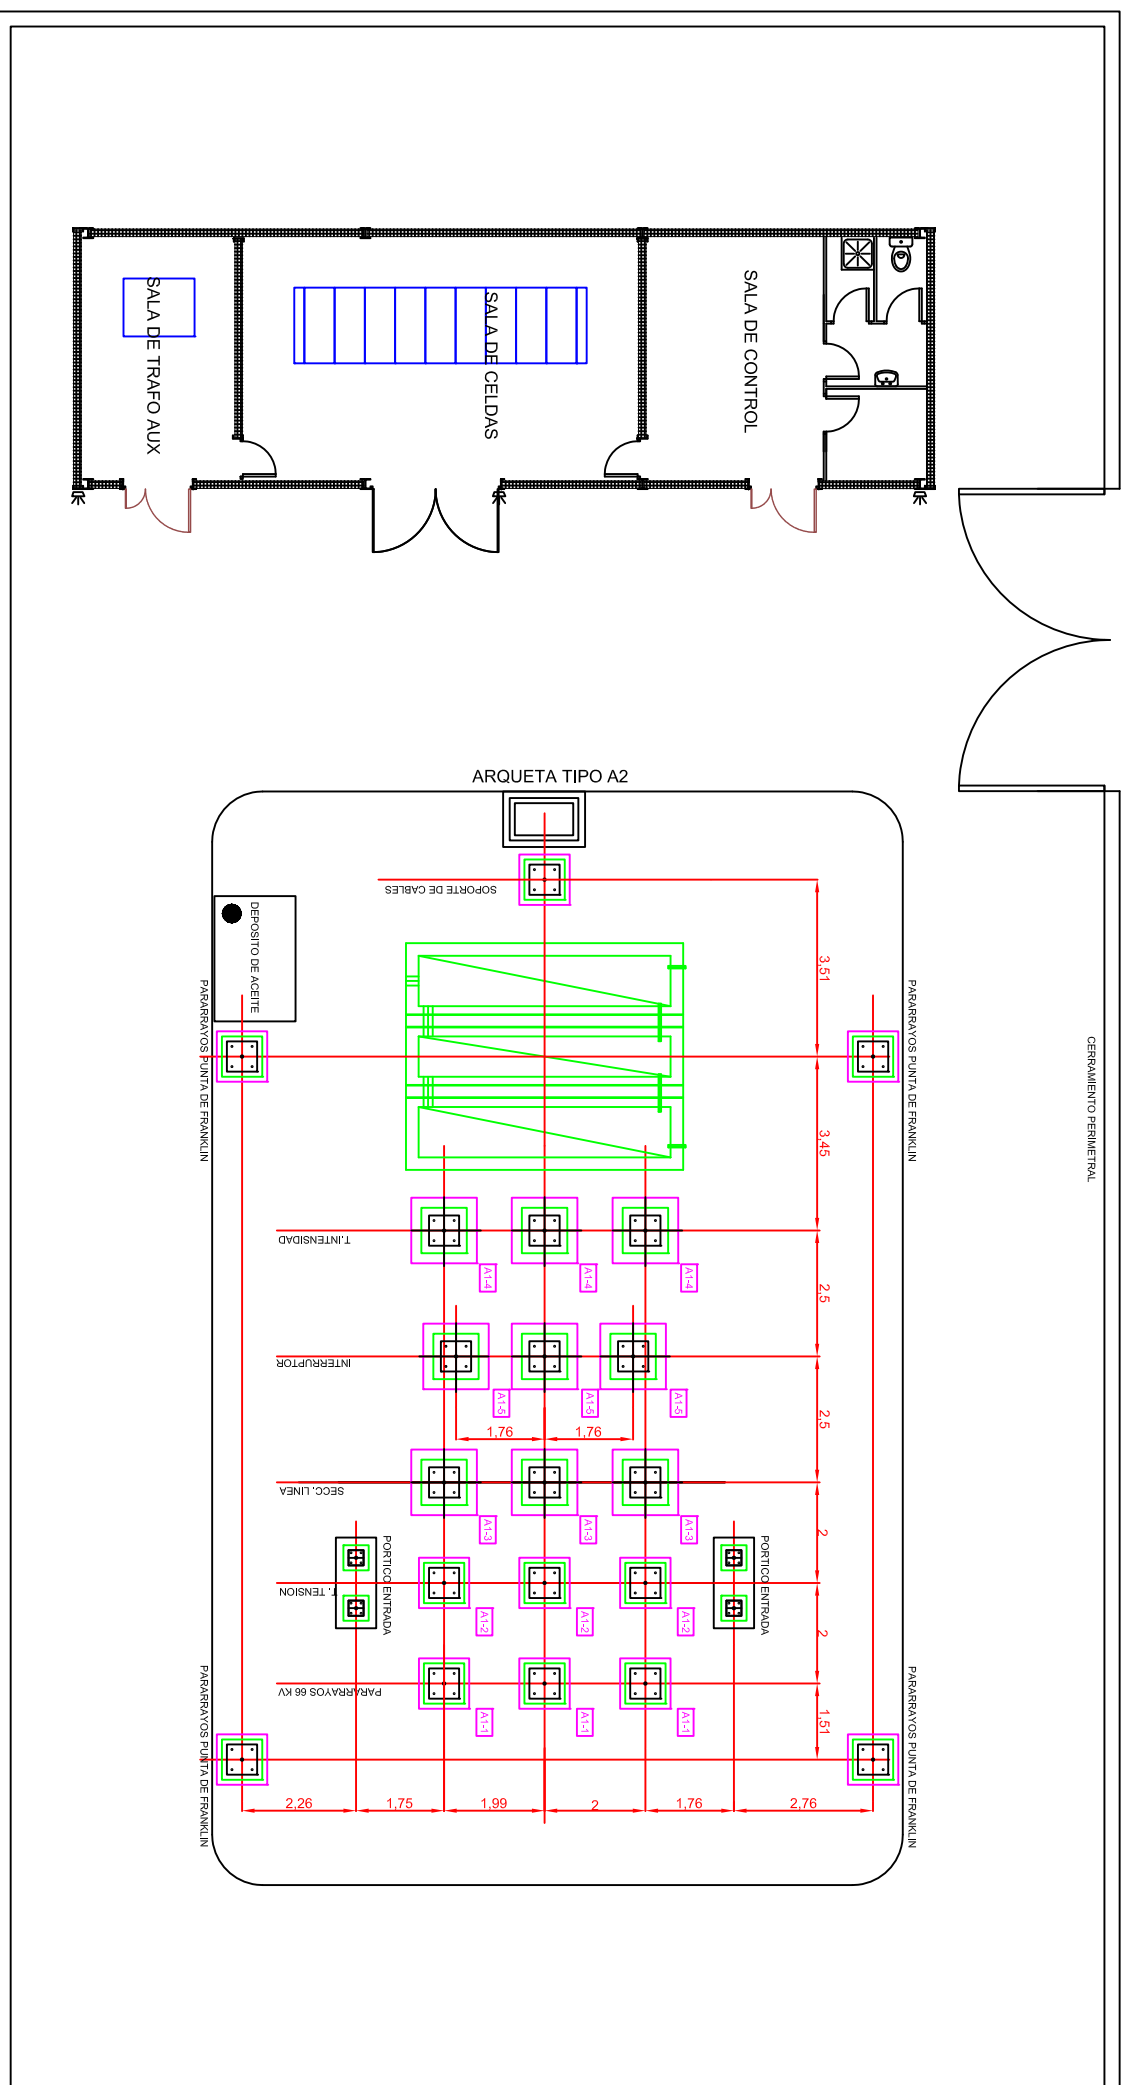 SALA DE TRAFO AUX
SALA DE CELDAS
SALA DE CONTROL
ARQUETA TIPO A2
SOPORTE DE CABLES
DEPOSITO DE ACEITE
PARARRAYOS PUNTA DE FRANKLIN
PARARRAYOS PUNTA DE FRANKLIN
CERRAMIENTO PERIMETRAL
3,51
3,45
T.INTENSIDAD
A1-4
A1-4
A1-4
2,5
INTERRUPTOR
A1-5
A1-5
A1-5
2,5
1,76
1,76
SECC. LINEA
A1-3
A1-3
A1-3
2
PORTICO ENTRADA
PORTICO ENTRADA
T. TENSION
A1-2
A1-2
A1-2
2
PARARRAYOS 66 KV
A1-1
A1-1
A1-1
1,51
PARARRAYOS PUNTA DE FRANKLIN
PARARRAYOS PUNTA DE FRANKLIN
2,26
1,75
1,99
2
1,76
2,76